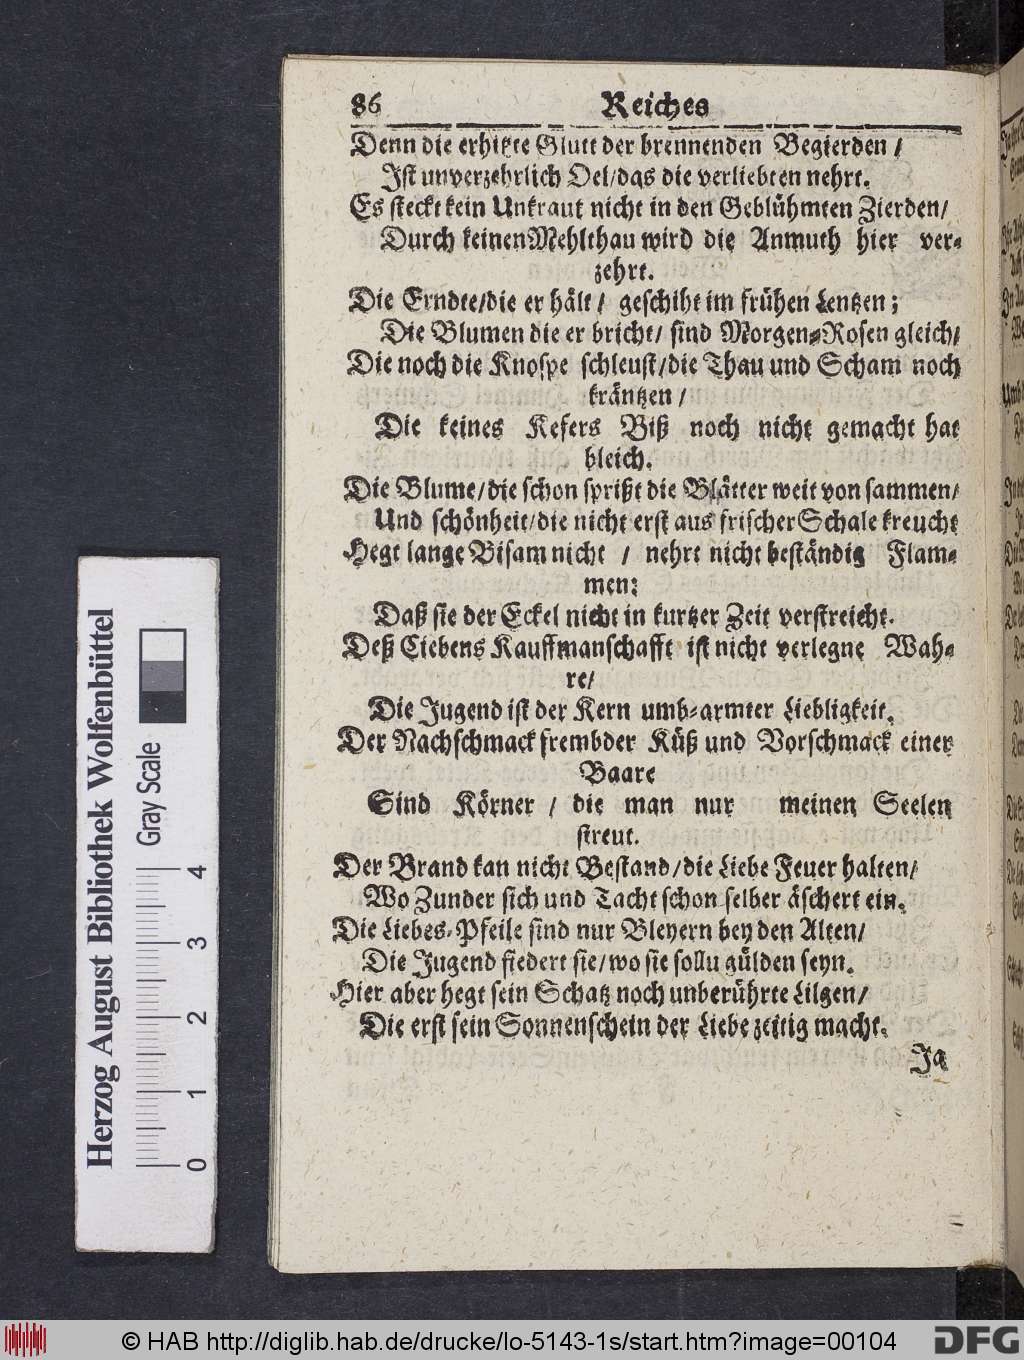 86 Reiches
Denn die erhitzte Glutt der brennenden Begierden /
Ist unverzehrlich Oel/das die verliebten nehrt.
Es steckt kein Unkraut nicht in den Geblühmten Zierden/
Durch keinen Mehlthau wird die Anmuth hier ver-
zehrt.
Die Erndte/die er hält / geschiht im frühen Lentzen;
Die Blumen die er bricht/ sind Morgen-Rosen gleich/
Die noch die Knospe schleust/die Thau und Scham noch
kräntzen /
Die keines Kefers Biß noch nicht gemacht hat
bleich.
Die Blume/die schon sprißt die Blätter weit von sammen/
Und schönheit/die nicht erst aus frischer Schale kreucht
Hegt lange Bisam nicht / nehrt nicht beständig Flam-
men:
Daß sie der Eckel nicht in kurtzer Zeit verstreicht.
Deß Liebens Kauffmanschafft ist nicht verlegne Wah-
re/
Die Jugend ist der Kern umb-armter Liebligkeit.
Der Nachschmack frembder Küß und Vorschmack einer
Baare
Sind Körner / die man nur meinen Seelen
streut.
Der Brand kan nicht Bestand/die Liebe Feuer halten/
Wo Zunder sich und Tacht schon selber äschert ein.
Die Liebes-Pfeile sind nur Bleyern bey den Alten/
Die Jugend fiedert sie/wo sie sollu gülden seyn.
Hier aber hegt sein Schatz noch unberührte Lilgen/
Die erst sein Sonnenschein der Liebe zeitig macht.
Ja
Herzog August Bibliothek Wolfenbüttel
Gray Scale
0 1 2 3 4
© HAB http://diglib.hab.de/drucke/lo-5143-1s/start.htm?image=00104
DFG